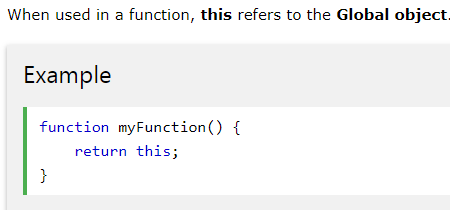 When used in a function, this refers to the Global object.
Example
function myFunction() {
    return this;
}